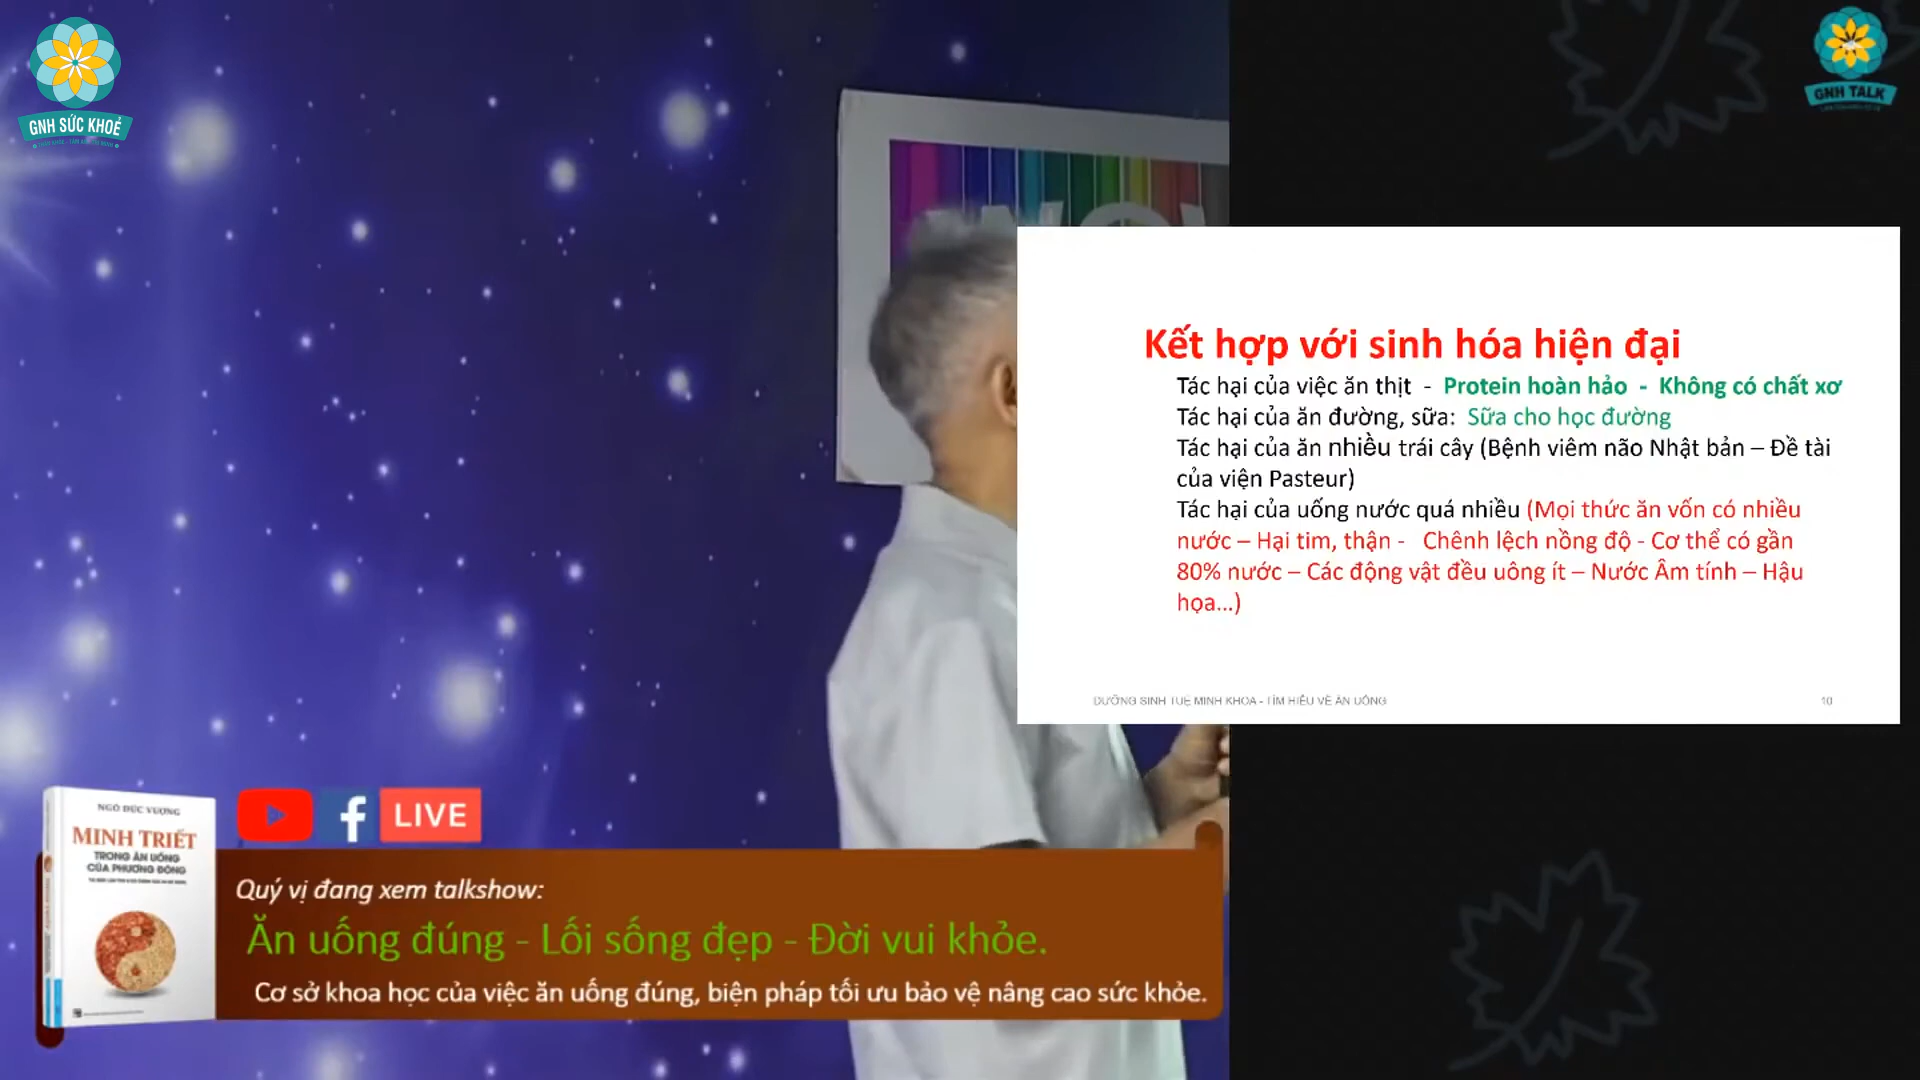 GNH SỨC KHOẺ
GNH TALK
Kết hợp với sinh hóa hiện đại
Tác hại của việc ăn thịt - Protein hoàn hảo - Không có chất xơ
Tác hại của ăn đường, sữa: Sữa cho học đường
Tác hại của ăn nhiều trái cây (Bệnh viêm não Nhật bản – Đề tài
của viện Pasteur)
Tác hại của uống nước quá nhiều (Mọi thức ăn vốn có nhiều
nước – Hại tim, thận - Chênh lệch nồng độ - Cơ thể có gần
80% nước – Các động vật đều uông ít – Nước Âm tính – Hậu
họa...)
DƯỠNG SINH TUỆ MINH KHOA - TÌM HIỂU VỀ ĂN UỐNG
10
NGÔ ĐỨC VƯỢNG
MINH TRIẾT
TRONG ĂN UỐNG
CỦA PHƯƠNG ĐÔNG
f
LIVE
Quý vị đang xem talkshow:
Ăn uống đúng - Lối sống đẹp - Đời vui khỏe.
Cơ sở khoa học của việc ăn uống đúng, biện pháp tối ưu bảo vệ nâng cao sức khỏe.